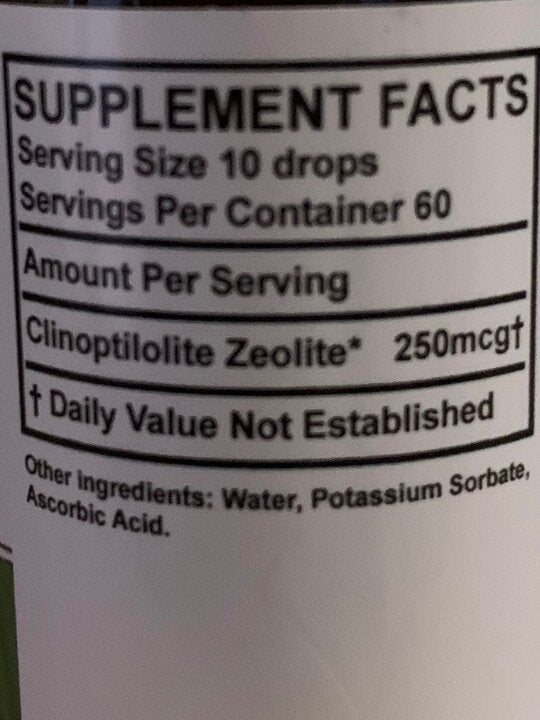 SUPPLEMENT FACTS
Serving Size 10 drops
Servings Per Container 60
Amount Per Serving
Clinoptilolite Zeolite* 250mcg†
† Daily Value Not Established
Other ingredients: Water, Potassium Sorbate,
Ascorbic Acid.